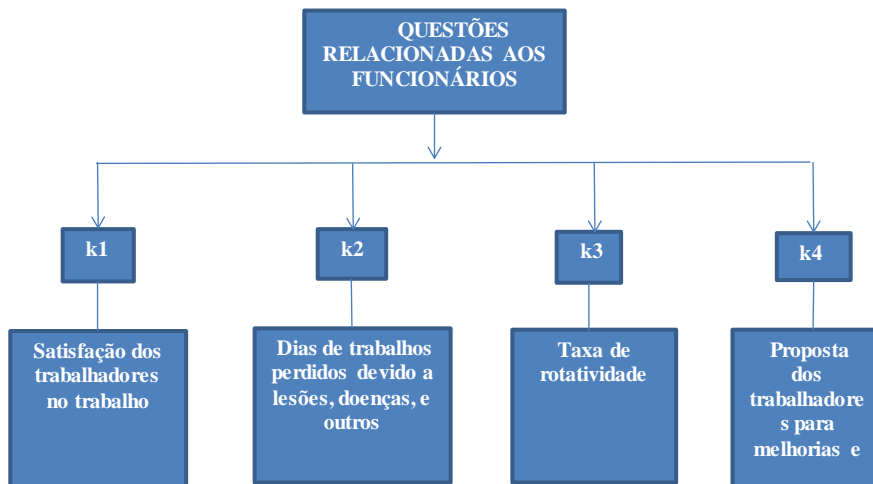 QUESTÕES
RELACIONADAS AOS
FUNCIONÁRIOS
k1
k2
k3
k4
Satisfação dos
trabalhadores
no trabalho
Dias de trabalhos
perdidos devido a
lesões, doenças, e
outros
Taxa de
rotatividade
Proposta
dos
trabalhadore
s para
melhorias e